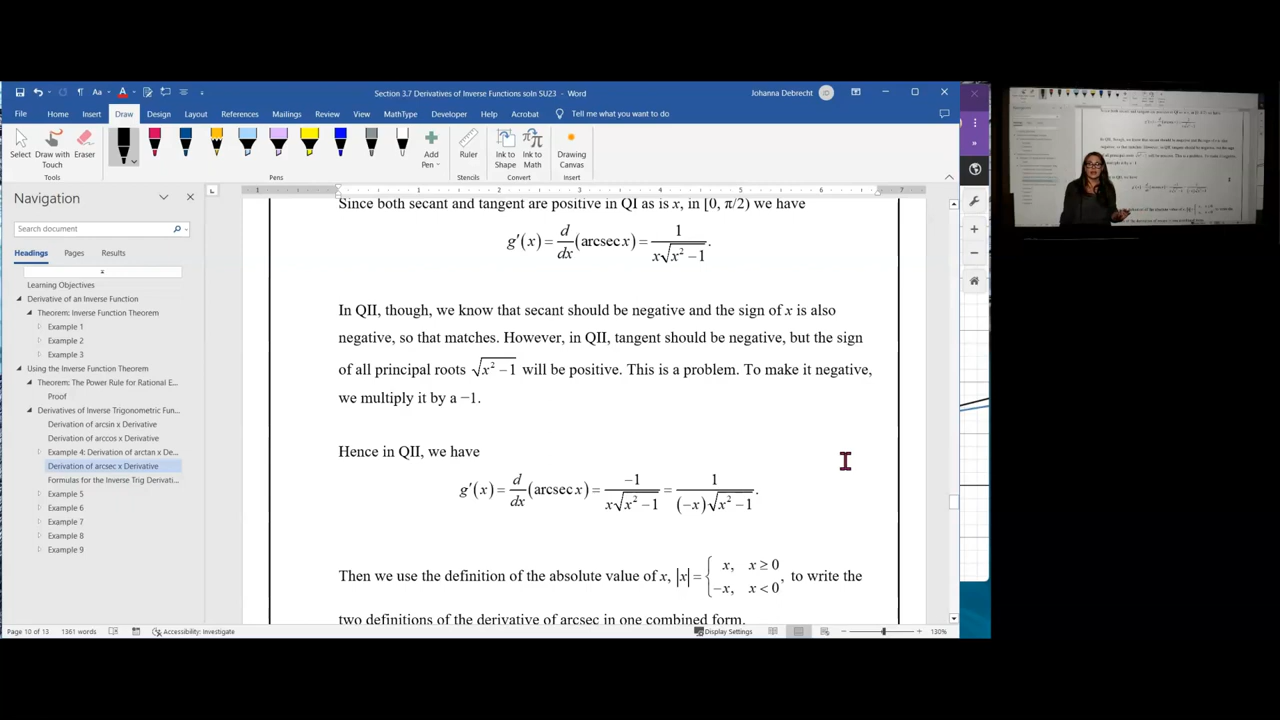 Section 3.7 Derivatives of Inverse Functions soln SU23 - Word
Johanna Debrecht JD
File Home Insert Draw Design Layout References Mailings Review View MathType Developer Help Acrobat Tell me what you want to do
Select Draw with Touch Eraser Add Pen Ruler Ink to Shape Ink to Math Drawing Canvas
Pens Stencils Convert Insert
Navigation
Search document
Headings Pages Results
Learning Objectives
Derivative of an Inverse Function
Theorem: Inverse Function Theorem
Example 1
Example 2
Example 3
Using the Inverse Function Theorem
Theorem: The Power Rule for Rational E...
Proof
Derivatives of Inverse Trigonometric Fun...
Derivation of arcsin x Derivative
Derivation of arccos x Derivative
Example 4: Derivation of arctan x De...
Derivation of arcsec x Derivative
Formulas for the Inverse Trig Derivati...
Example 5
Example 6
Example 7
Example 8
Example 9
1 1 2 3 4 5 6 7
Since both secant and tangent are positive in QI as is x, in [0, π/2) we have
g′(x) = d/dx (arcsec x) = 1/(x√(x² − 1)).
In QII, though, we know that secant should be negative and the sign of x is also
negative, so that matches. However, in QII, tangent should be negative, but the sign
of all principal roots √(x² − 1) will be positive. This is a problem. To make it negative,
we multiply it by a −1.
Hence in QII, we have
g′(x) = d/dx (arcsec x) = −1/(x√(x² − 1)) = 1/((−x)√(x² − 1)).
Then we use the definition of the absolute value of x, |x| = { x, x ≥ 0 −x, x < 0 , to write the
two definitions of the derivative of arcsec in one combined form.
Page 10 of 13 1361 words Accessibility: Investigate Display Settings 130%